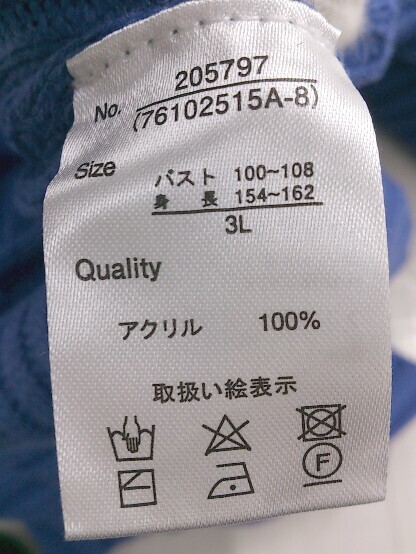 No. 205797
(76102515A-8)
Size
バスト 100~108
身長 154~162
3L
Quality
アクリル 100%
取扱い絵表示
F